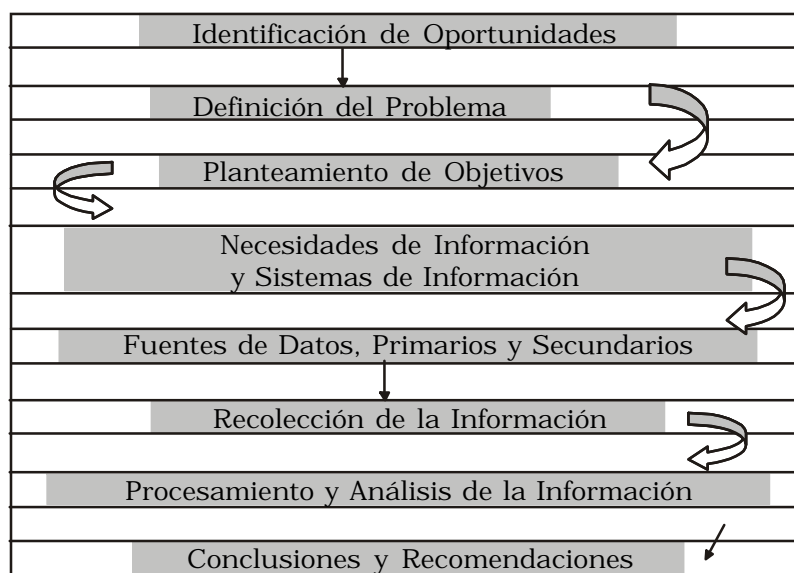 Identificación de Oportunidades
Definición del Problema
Planteamiento de Objetivos
Necesidades de Información
y Sistemas de Información
Fuentes de Datos, Primarios y Secundarios
Recolección de la Información
Procesamiento y Análisis de la Información
Conclusiones y Recomendaciones